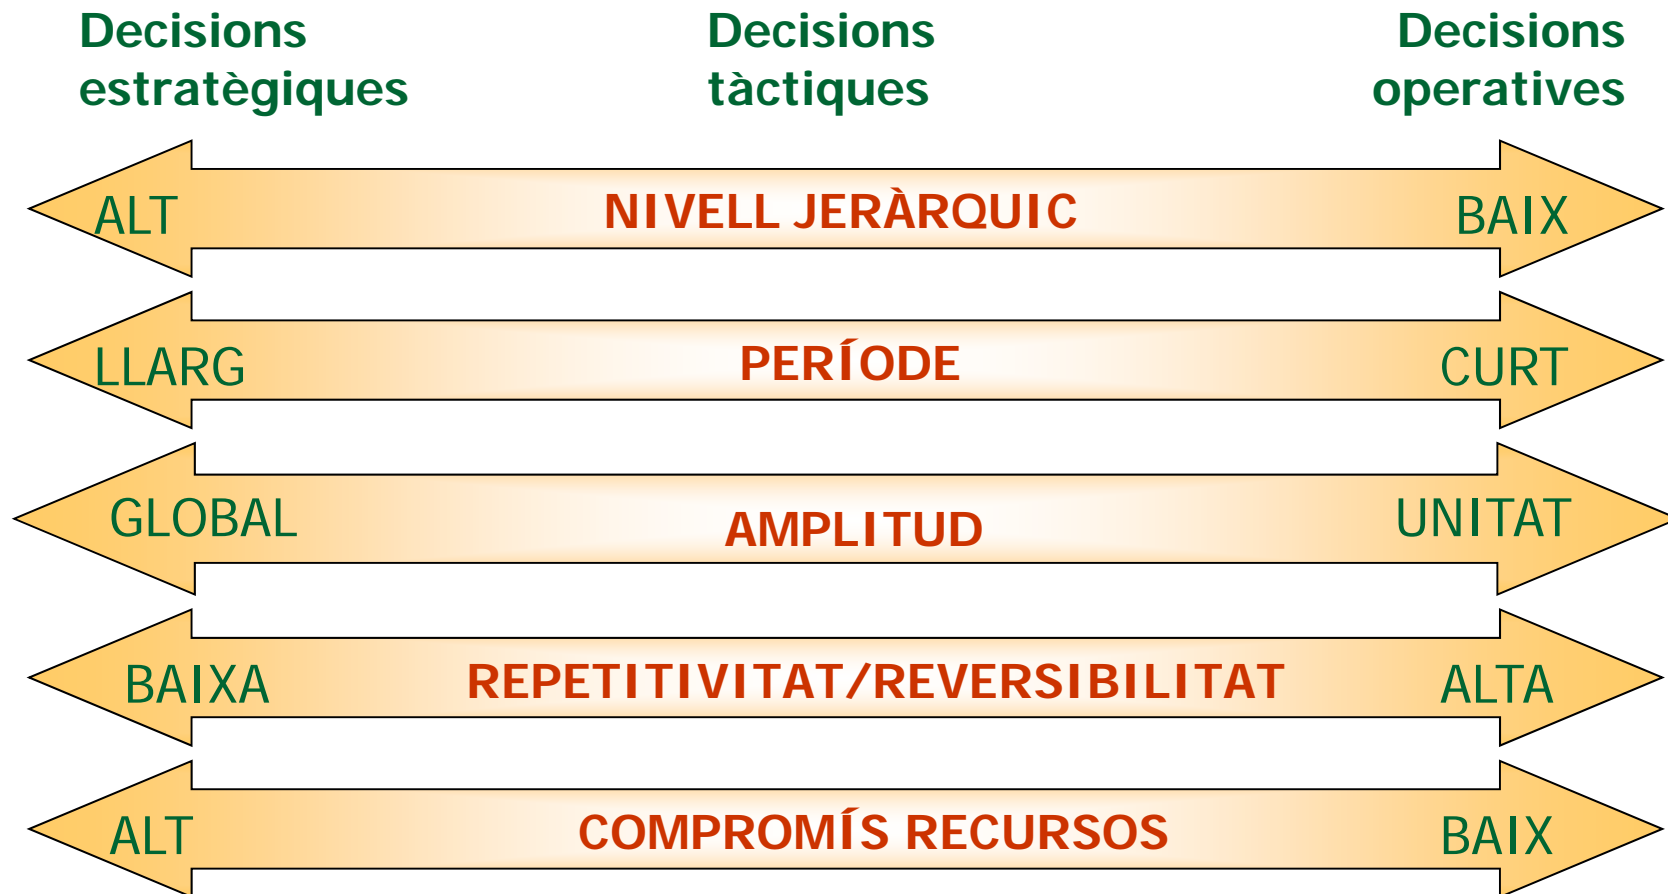 Decisions
estratègiques
Decisions
tàctiques
Decisions
operatives
ALT NIVELL JERÀRQUIC BAIX
LLARG PERÍODE CURT
GLOBAL AMPLITUD UNITAT
BAIXA REPETITIVITAT/REVERSIBILITAT ALTA
ALT COMPROMÍS RECURSOS BAIX